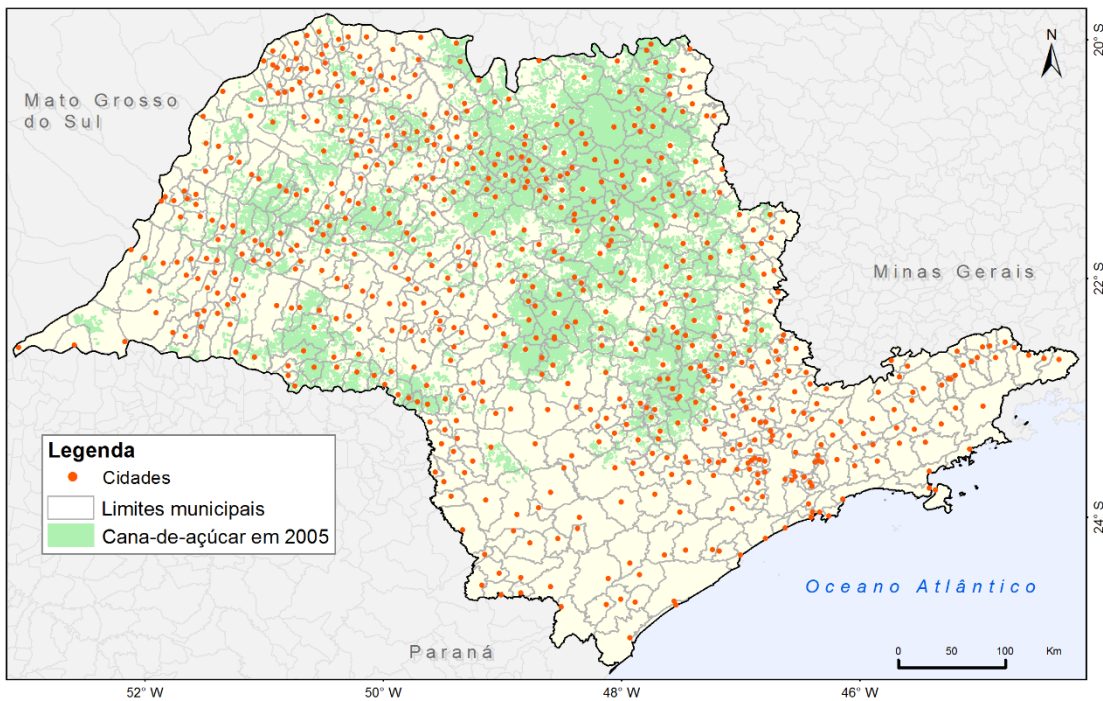 N
20° S
Mato Grosso
do Sul
Minas Gerais
22° S
Legenda
Cidades
Limites municipais
Cana-de-açúcar em 2005
24° S
Oceano Atlântico
Paraná
0 50 100 Km
52° W 50° W 48° W 46° W